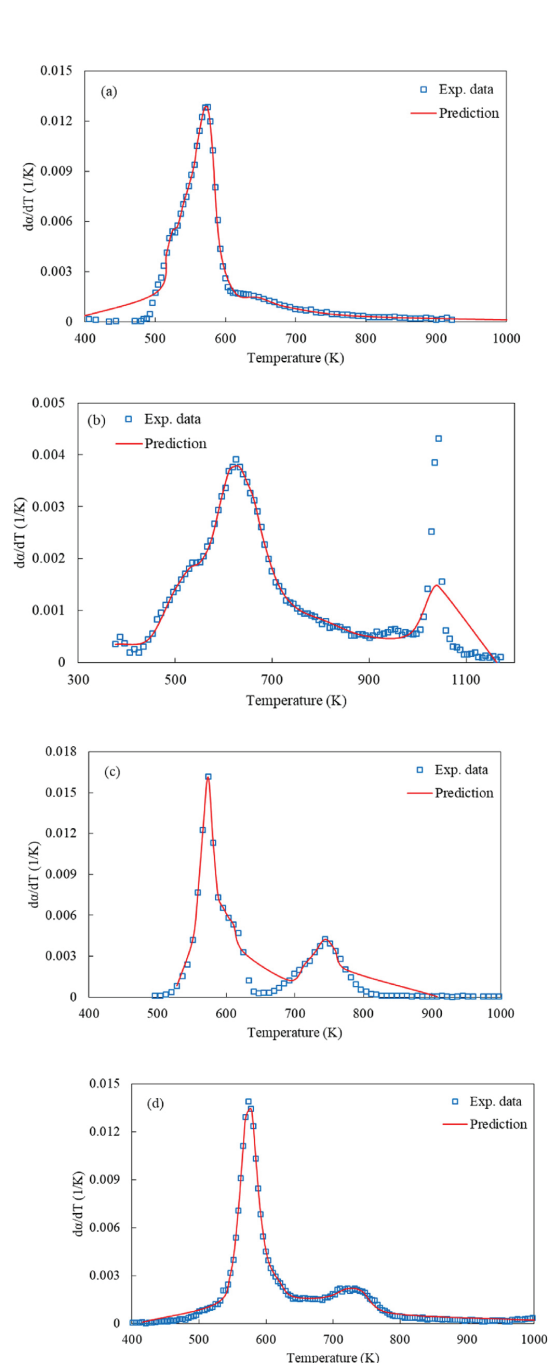 0.015
(a)
Exp. data
Prediction
0.012
0.009
0.006
0.003
0
dα/dT (1/K)
400 500 600 700 800 900 1000
Temperature (K)
0.005
(b)
Exp. data
Prediction
0.004
0.003
0.002
0.001
0
dα/dT (1/K)
300 500 700 900 1100
Temperature (K)
0.018
(c)
Exp. data
Prediction
0.015
0.012
0.009
0.006
0.003
0
dα/dT (1/K)
400 500 600 700 800 900 1000
Temperature (K)
0.015
(d)
Exp. data
Prediction
0.012
0.009
0.006
0.003
0
dα/dT (1/K)
400 500 600 700 800 900 1000
Temperature (K)